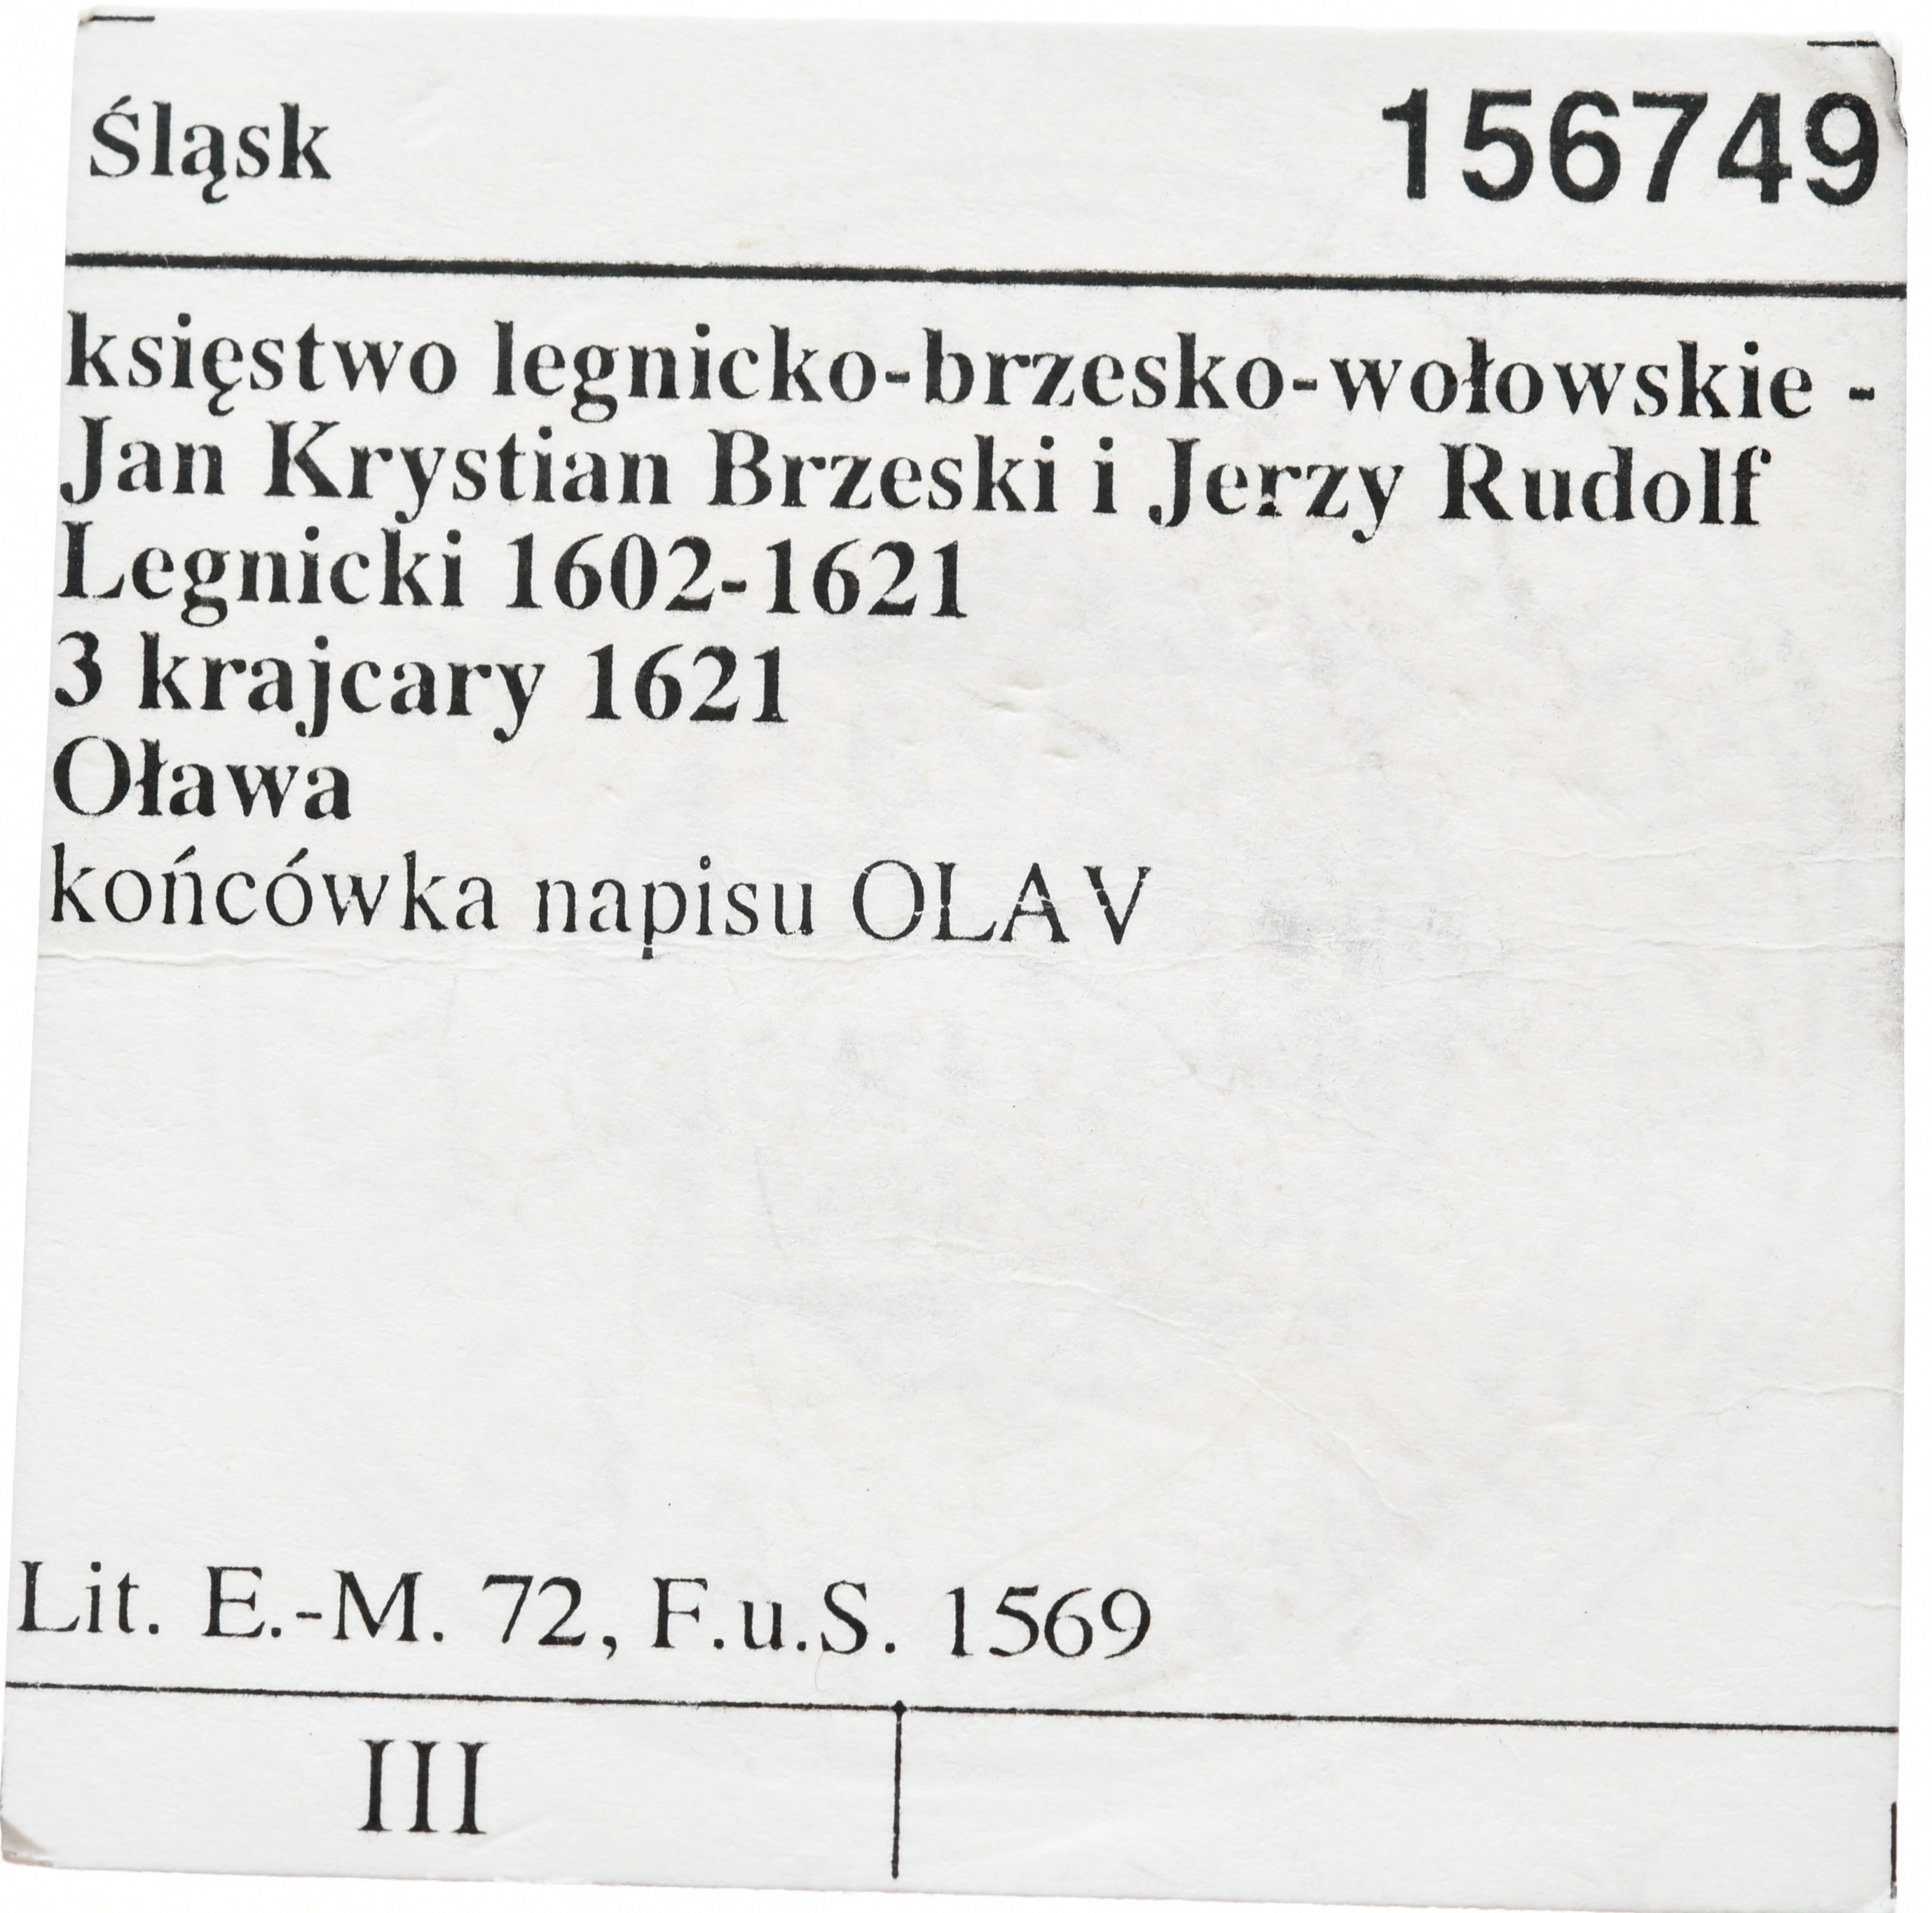 Śląsk 156749
księstwo legnicko-brzesko-wołowskie -
Jan Krystian Brzeski i Jerzy Rudolf
Legnicki 1602-1621
3 krajcary 1621
Oława
końcówka napisu OLAV
Lit. E.-M. 72, F.u.S. 1569
III